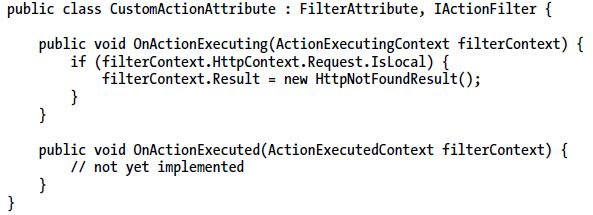 public class CustomActionAttribute : FilterAttribute, IActionFilter {
    public void OnActionExecuting(ActionExecutingContext filterContext) {
        if (filterContext.HttpContext.Request.IsLocal) {
            filterContext.Result = new HttpNotFoundResult();
        }
    }
    public void OnActionExecuted(ActionExecutedContext filterContext) {
        // not yet implemented
    }
}